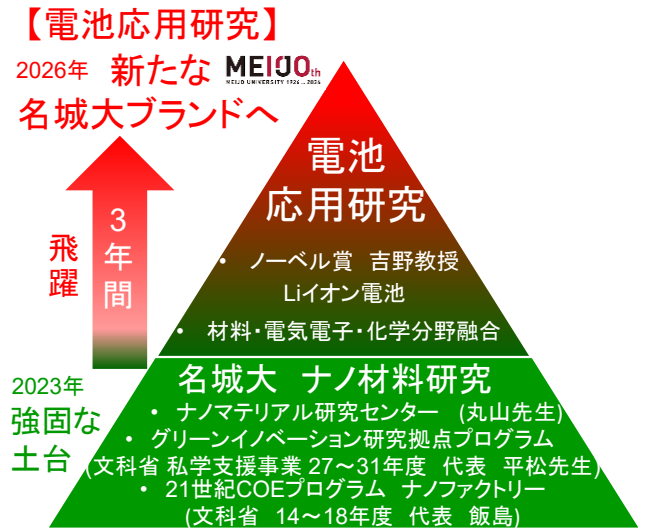 【電池応用研究】
2026年 新たな MEIJO 100th
MEIJO UNIVERSITY 1926 ... 2026
名城大ブランドへ
電池
応用研究
3年間
飛躍
・ ノーベル賞 吉野教授
Liイオン電池
・ 材料・電気電子・化学分野融合
2023年
強固な
土台
名城大 ナノ材料研究
・ ナノマテリアル研究センター (丸山先生)
・ グリーンイノベーション研究拠点プログラム
(文科省 私学支援事業 27～31年度 代表 平松先生)
・ 21世紀COEプログラム ナノファクトリー
(文科省 14～18年度 代表 飯島)